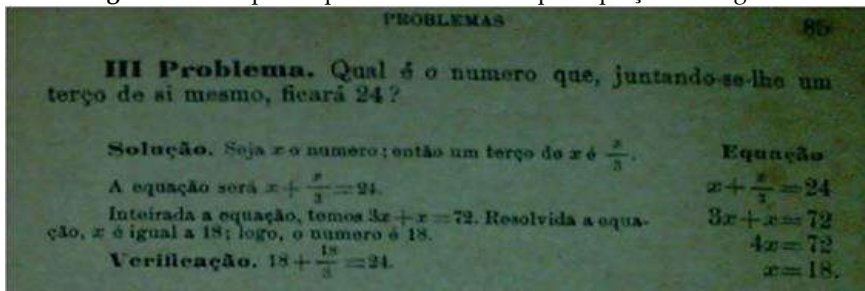 PROBLEMAS 85
III Problema. Qual é o numero que, juntando-se-lhe um
terço de si mesmo, ficará 24?
Solução. Seja x o numero; então um terço de x é x/3.
Equação
A equação será x + x/3 = 24.
x + x/3 = 24
Inteirada a equação, temos 3x + x = 72. Resolvida a equa-
ção, x é igual a 18; logo, o numero é 18.
3x + x = 72
4x = 72
Verificação. 18 + 18/3 = 24.
x = 18.